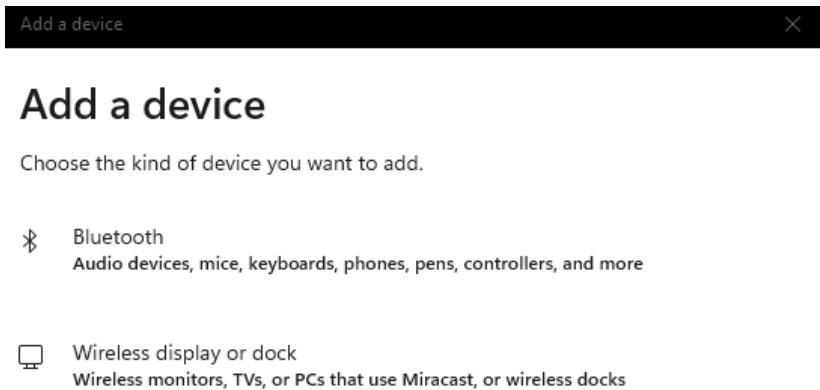 Add a device
Add a device
Choose the kind of device you want to add.
Bluetooth
Audio devices, mice, keyboards, phones, pens, controllers, and more
Wireless display or dock
Wireless monitors, TVs, or PCs that use Miracast, or wireless docks